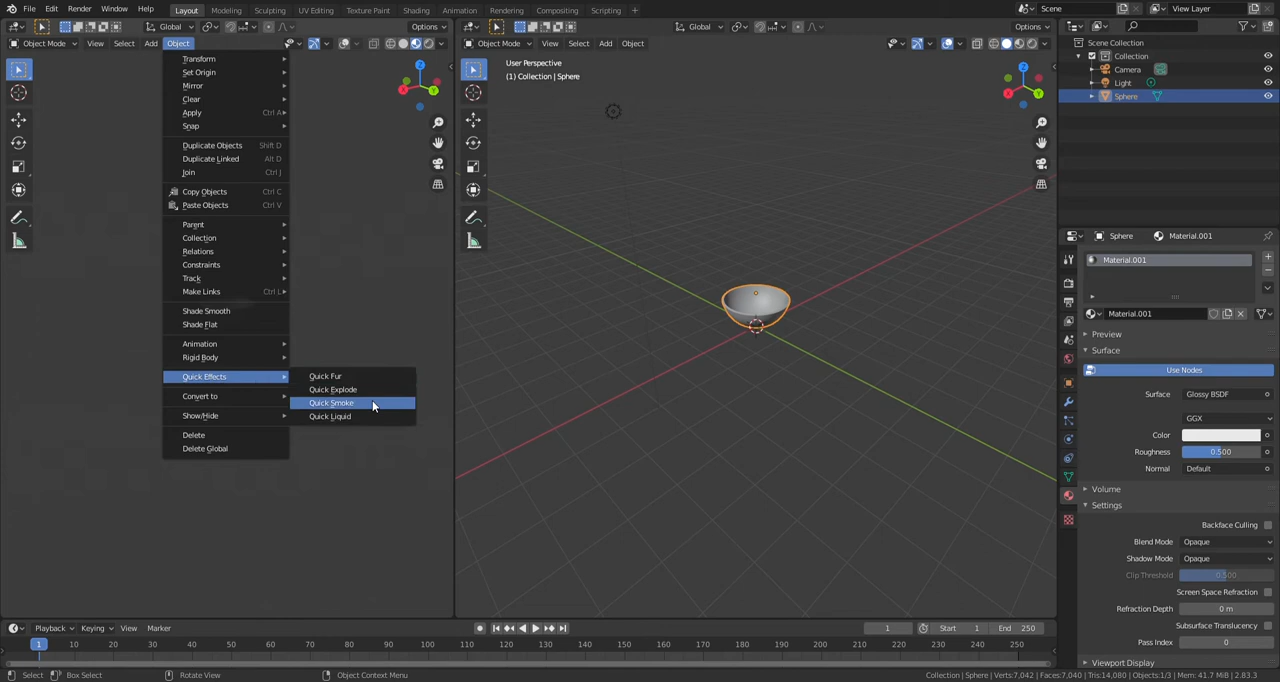 File Edit Render Window Help Layout Modeling Sculpting UV Editing Texture Paint Shading Animation Rendering Compositing Scripting + Scene View Layer
Global Options Global Options
Object Mode View Select Add Object Object Mode View Select Add Object
Transform
Set Origin
Mirror
Clear
Apply Ctrl A
Snap
Duplicate Objects Shift D
Duplicate Linked Alt D
Join Ctrl J
Copy Objects Ctrl C
Paste Objects Ctrl V
Parent
Collection
Relations
Constraints
Track
Make Links Ctrl L
Shade Smooth
Shade Flat
Animation
Rigid Body
Quick Effects
Convert to
Show/Hide
Delete
Delete Global
Quick Fur
Quick Explode
Quick Smoke
Quick Liquid
X Y Z
User Perspective
(1) Collection | Sphere
X Y Z
Scene Collection
Collection
Camera
Light
Sphere
Sphere Material.001
Material.001
Material.001
Preview
Surface
Use Nodes
Surface Glossy BSDF
GGX
Color
Roughness 0.500
Normal Default
Volume
Settings
Backface Culling
Blend Mode Opaque
Shadow Mode Opaque
Clip Threshold 0.500
Screen Space Refraction
Refraction Depth 0 m
Subsurface Translucency
Pass Index 0
Viewport Display
Playback Keying View Marker 1 Start 1 End 250
1 10 20 30 40 50 60 70 80 90 100 110 120 130 140 150 160 170 180 190 200 210 220 230 240 250
Select Box Select Rotate View Object Context Menu Collection | Sphere | Verts:7,042 | Faces:7,040 | Tris:14,080 | Objects:1/3 | Mem: 41.7 MiB | 2.83.3